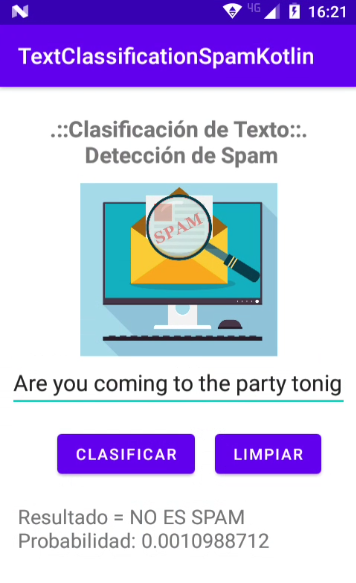 4G 16:21
TextClassificationSpamKotlin
.::Clasificación de Texto::.
Detección de Spam
SPAM
Are you coming to the party tonig
CLASIFICAR LIMPIAR
Resultado = NO ES SPAM
Probabilidad: 0.0010988712